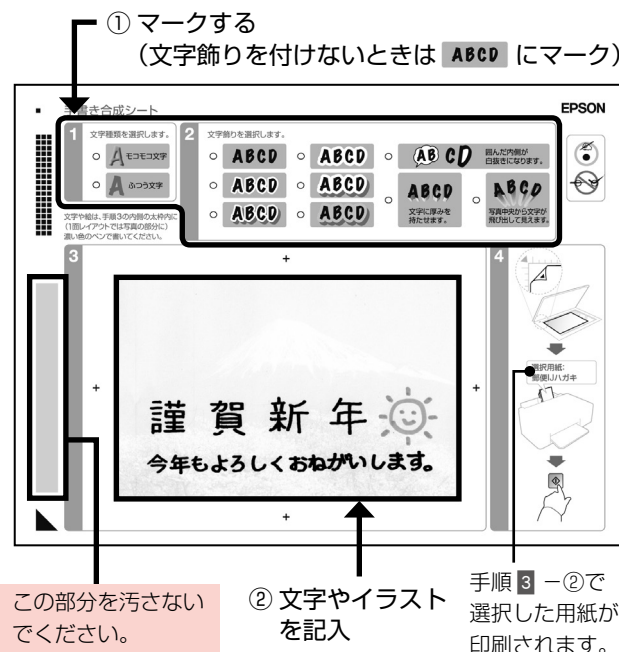 ① マークする
（文字飾りを付けないときは ABCD にマーク）
手書き合成シート
EPSON
1 文字種類を選択します。
A モコモコ文字
A ふつう文字
2 文字飾りを選択します。
ABCD ABCD AB CD 囲んだ内側が
白抜きになります。
ABCD ABCD
ABCD ABCD
ABCD
文字に厚みを
持たせます。
ABCD
写真中央から文字が
飛び出して見えます。
文字や絵は、手順3の内側の太枠内に
（1面レイアウトでは写真の部分に）
濃い色のペンで書いてください。
3
謹賀新年
今年もよろしくおねがいします。
4
選択用紙:
郵便IJハガキ
この部分を汚さない
でください。
② 文字やイラスト
を記入
手順 3 －②で
選択した用紙が
印刷されます。